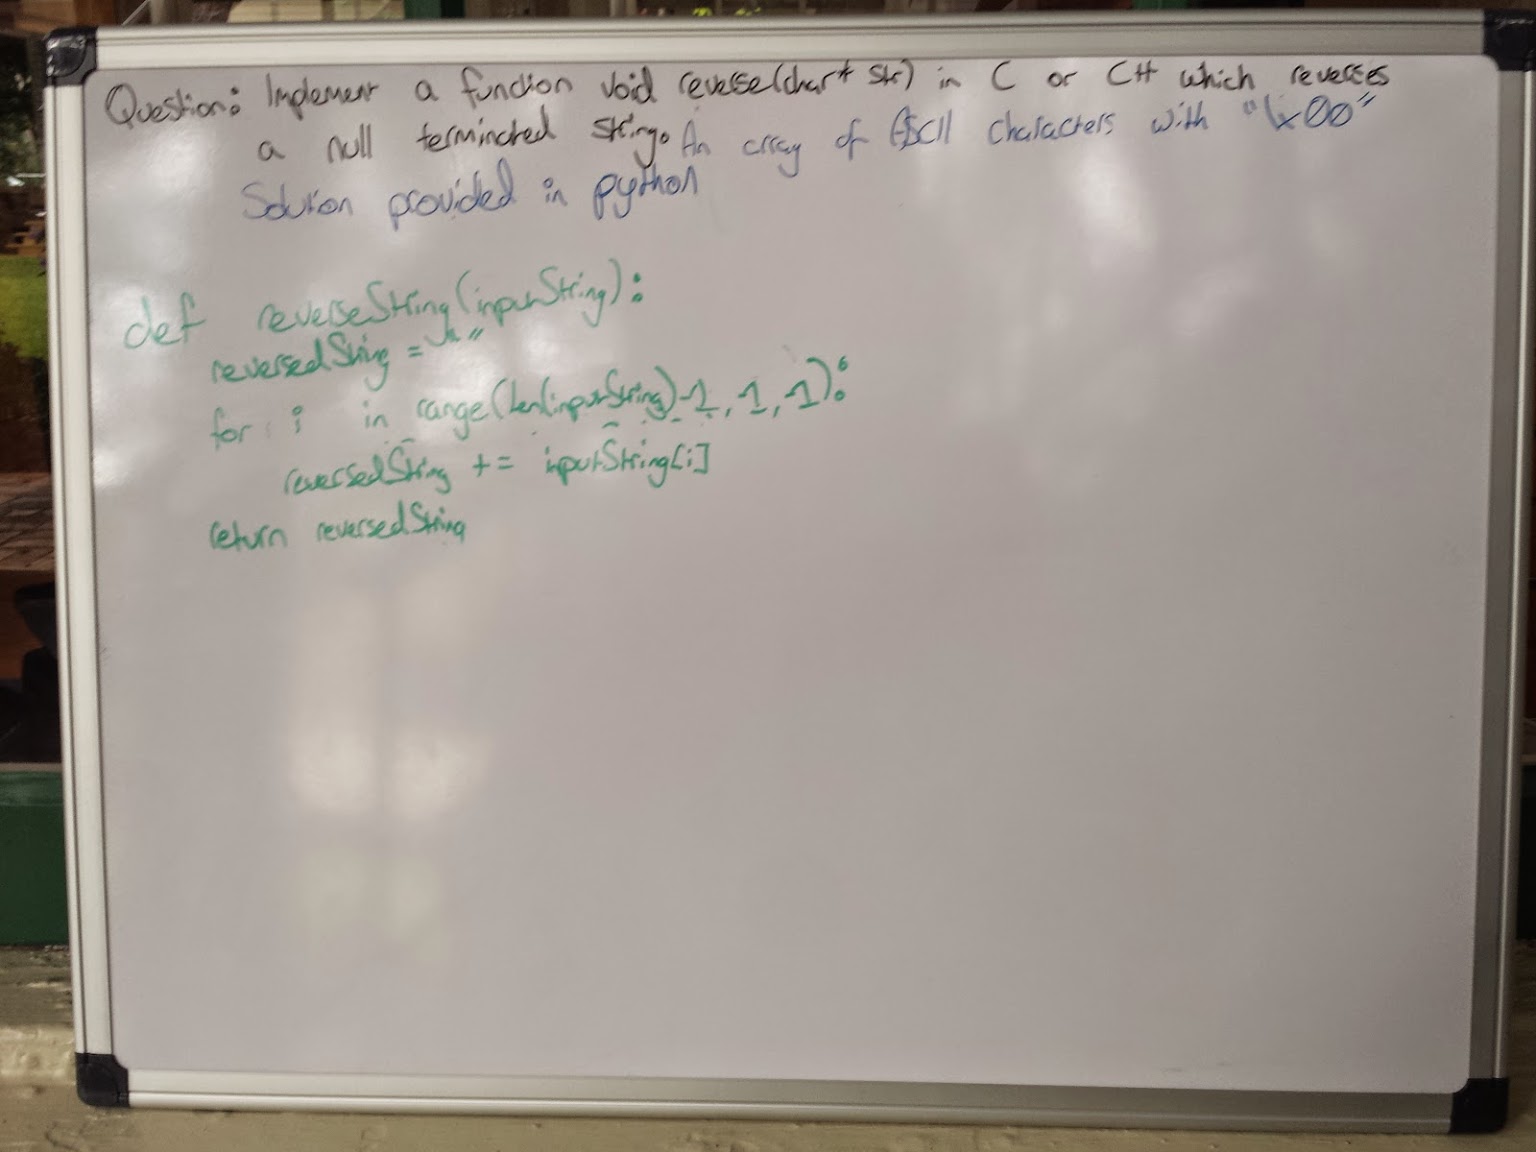 Question: Implement a function void reverse(char* str) in C or C++ which reverses
a null terminated string. An array of ASCII characters with "\x00"
Solution provided in python
def reverseString(inputString):
reversedString = ""
for i in range(len(inputString)-1,-1,-1):
reversedString += inputString[i]
return reversedString